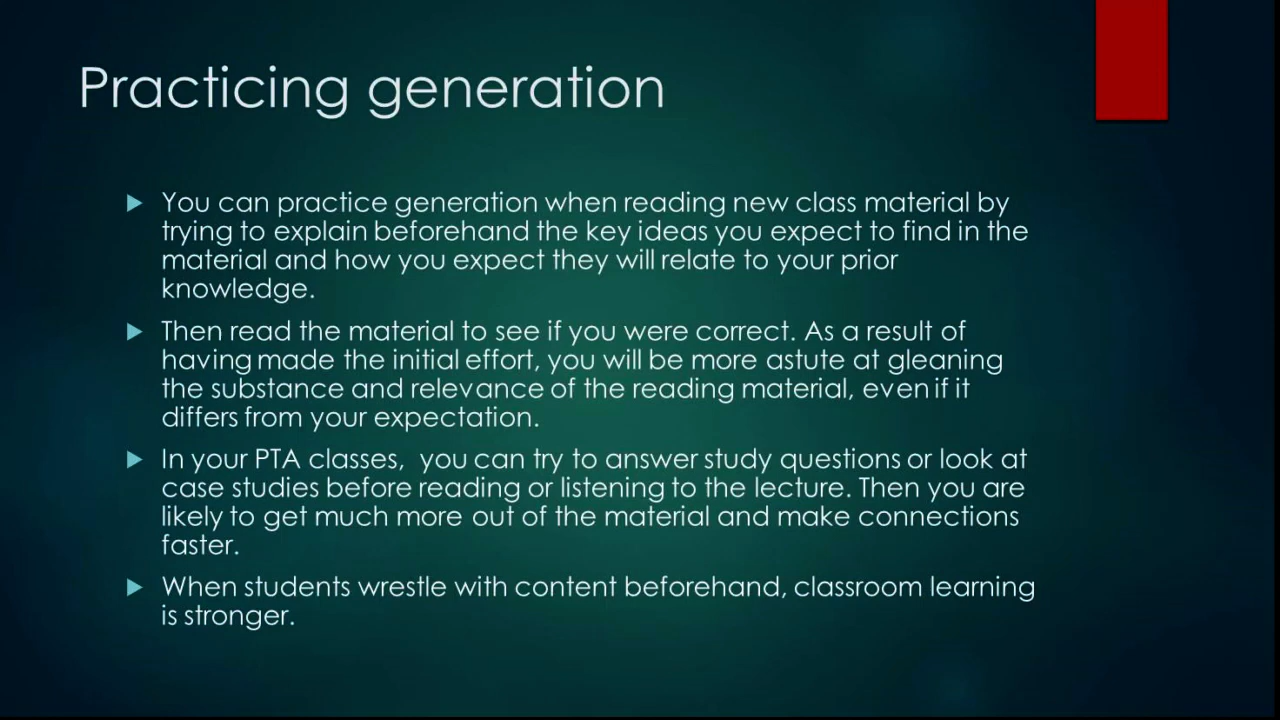 Practicing generation
You can practice generation when reading new class material by
trying to explain beforehand the key ideas you expect to find in the
material and how you expect they will relate to your prior
knowledge.
Then read the material to see if you were correct. As a result of
having made the initial effort, you will be more astute at gleaning
the substance and relevance of the reading material, even if it
differs from your expectation.
In your PTA classes,  you can try to answer study questions or look at
case studies before reading or listening to the lecture. Then you are
likely to get much more out of the material and make connections
faster.
When students wrestle with content beforehand, classroom learning
is stronger.